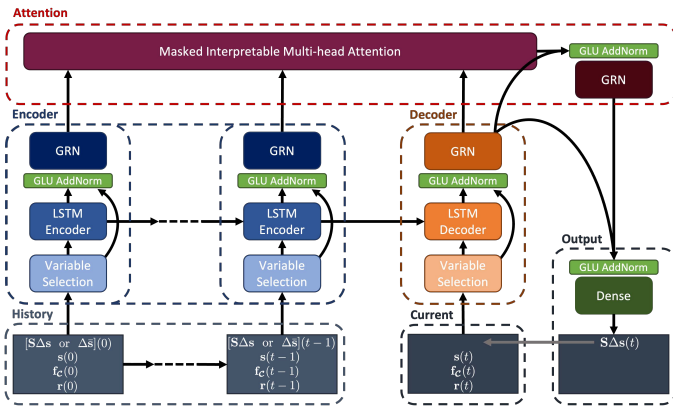 Attention
Masked Interpretable Multi-head Attention
GLU AddNorm
GRN
Encoder
Decoder
GRN
GRN
GRN
GLU AddNorm
GLU AddNorm
GLU AddNorm
LSTM
Encoder
LSTM
Encoder
LSTM
Decoder
Variable
Selection
Variable
Selection
Variable
Selection
Output
GLU AddNorm
Dense
History
[SΔs or Δs̄](0)
s(0)
f_C(0)
r(0)
[SΔs or Δs̄](t−1)
s(t−1)
f_C(t−1)
r(t−1)
Current
s(t)
f_C(t)
r(t)
SΔs(t)